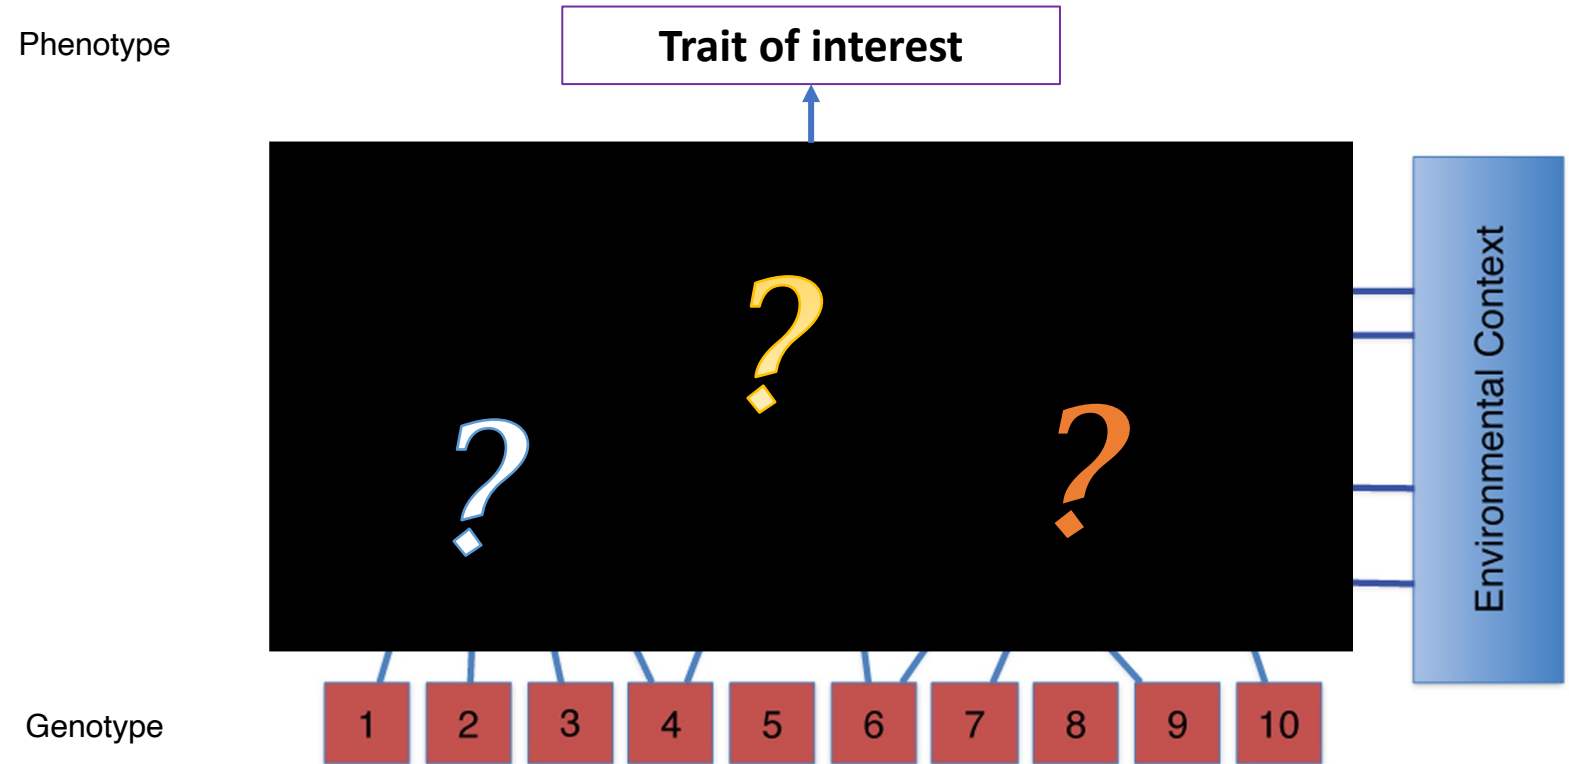 Phenotype
Trait of interest
?
?
?
Environmental Context
Genotype
1 2 3 4 5 6 7 8 9 10